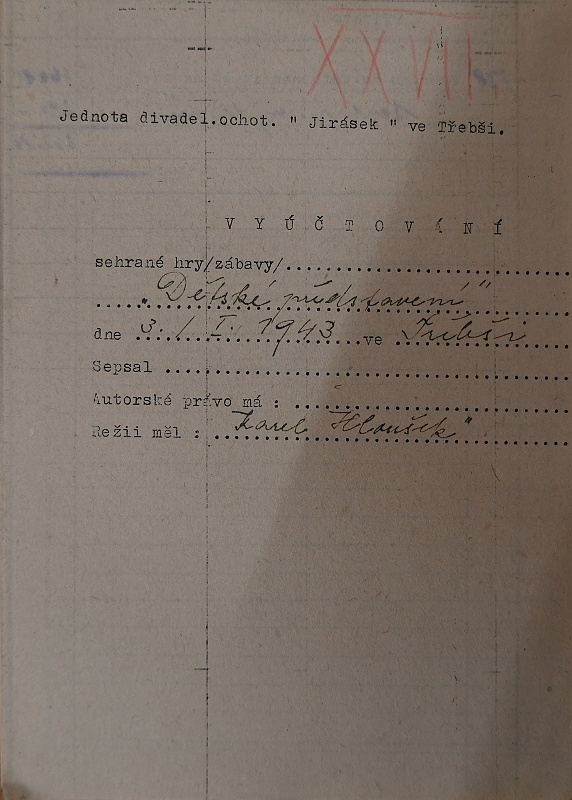 XXVII
Jednota divadel.ochot. " Jirásek " ve Třebši.
V Y Ú Č T O V Á N Í
sehrané hry/zábavy/..............................
....„Dětské představení"
dne 3./I. 1943 ve Třebši
Sepsal ..............................
Autorské právo má : ..............................
Režii měl : Karel Hloušek"